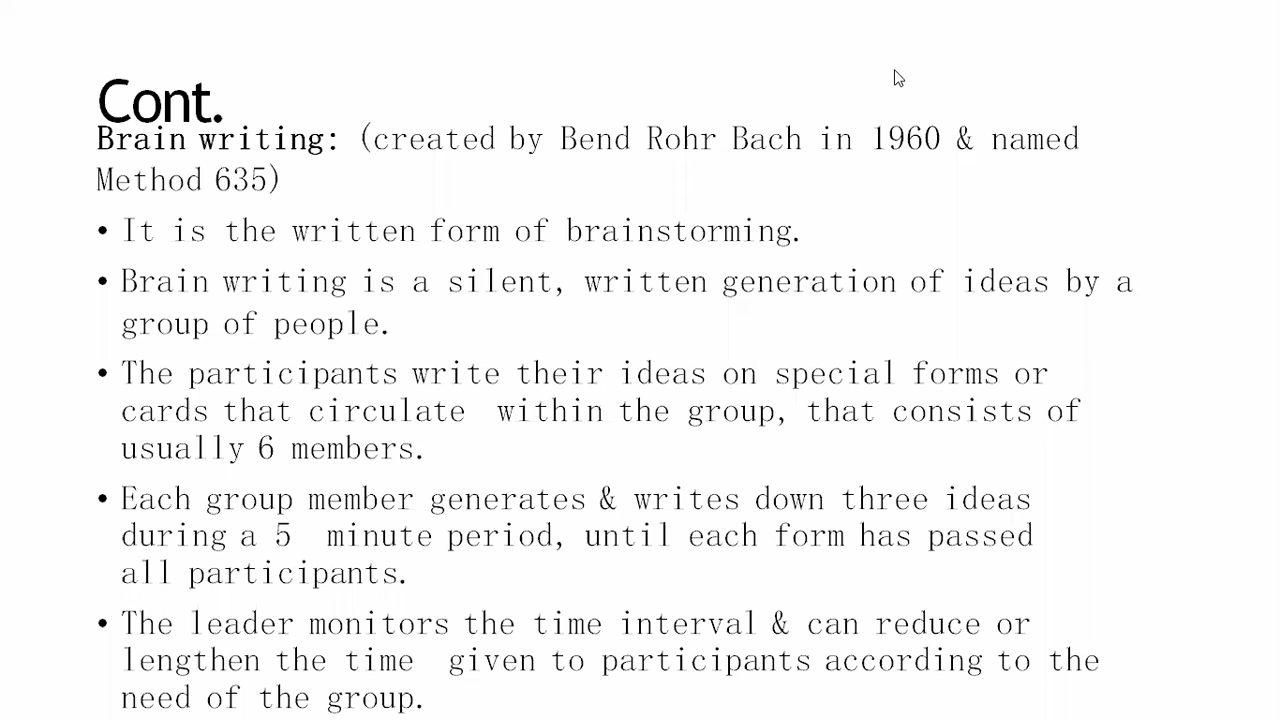 Cont.
Brain writing: (created by Bend Rohr Bach in 1960 & named
Method 635)
• It is the written form of brainstorming.
• Brain writing is a silent, written generation of ideas by a
group of people.
• The participants write their ideas on special forms or
cards that circulate within the group, that consists of
usually 6 members.
• Each group member generates & writes down three ideas
during a 5 minute period, until each form has passed
all participants.
• The leader monitors the time interval & can reduce or
lengthen the time given to participants according to the
need of the group.